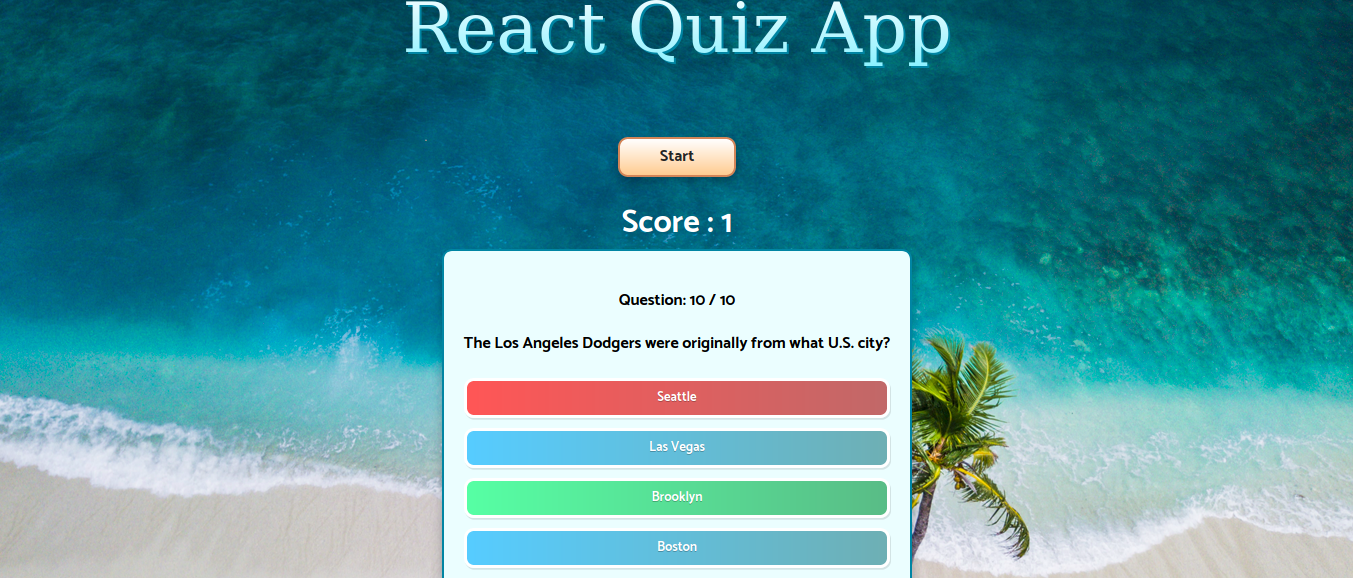 React Quiz App
Start
Score : 1
Question: 10 / 10
The Los Angeles Dodgers were originally from what U.S. city?
Seattle
Las Vegas
Brooklyn
Boston